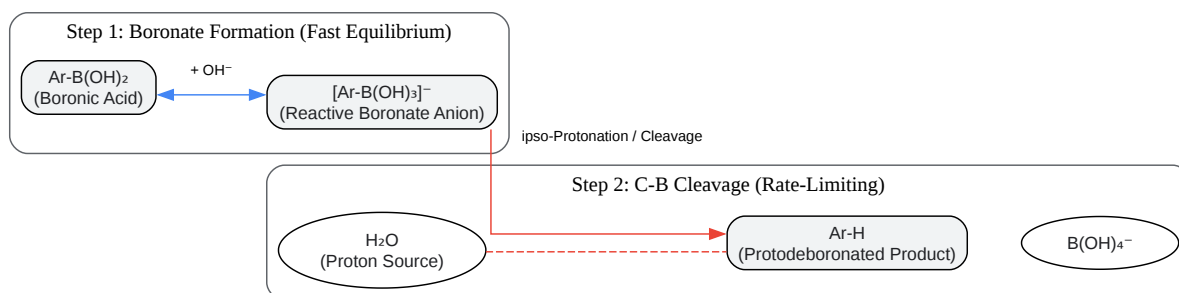 Step 1: Boronate Formation (Fast Equilibrium)
Ar-B(OH)₂
(Boronic Acid)
+ OH⁻
[Ar-B(OH)₃]⁻
(Reactive Boronate Anion)
ipso-Protonation / Cleavage
Step 2: C-B Cleavage (Rate-Limiting)
H₂O
(Proton Source)
Ar-H
(Protodeboronated Product)
B(OH)₄⁻